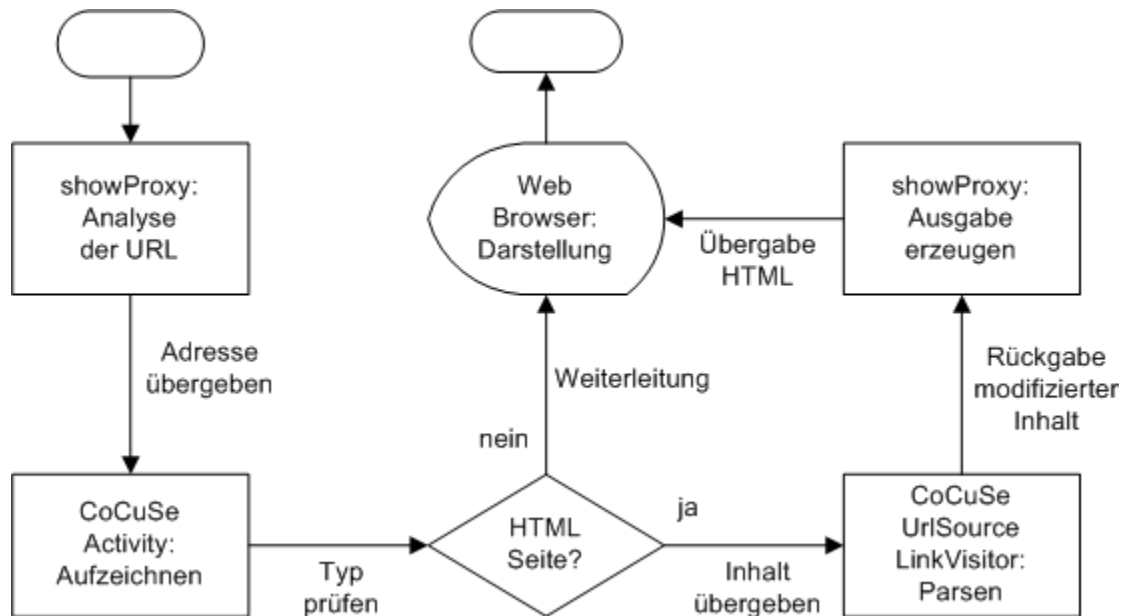 showProxy:
Analyse
der URL
Web
Browser:
Darstellung
showProxy:
Ausgabe
erzeugen
Übergabe
HTML
Adresse
übergeben
Weiterleitung
Rückgabe
modifizierter
Inhalt
nein
CoCuSe
Activity:
Aufzeichnen
Typ
prüfen
HTML
Seite?
ja
Inhalt
übergeben
CoCuSe
UrlSource
LinkVisitor:
Parsen